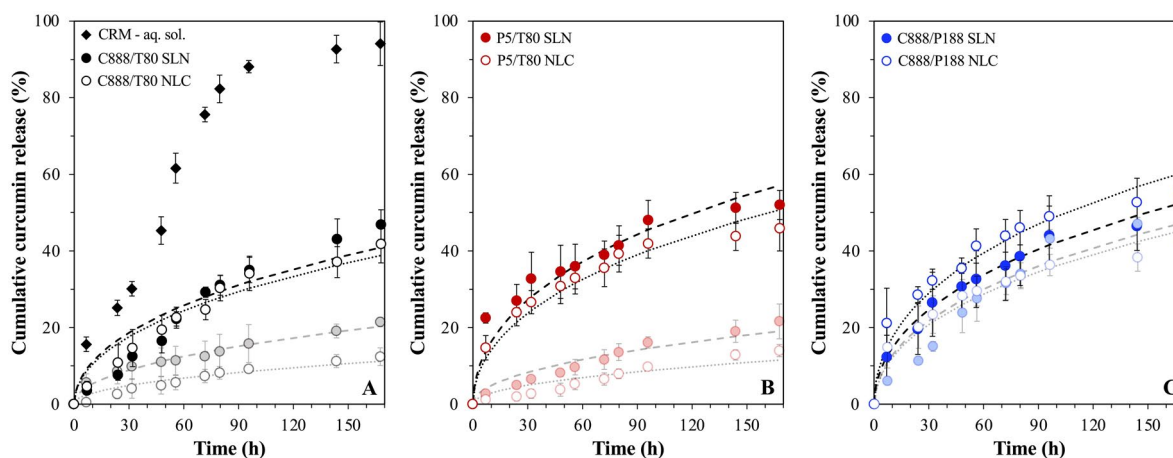 Cumulative curcumin release (%)
100
80
60
40
20
0
CRM - aq. sol.
C888/T80 SLN
C888/T80 NLC
A
0 30 60 90 120 150
Time (h)
Cumulative curcumin release (%)
100
80
60
40
20
0
P5/T80 SLN
P5/T80 NLC
B
0 30 60 90 120 150
Time (h)
Cumulative curcumin release (%)
100
80
60
40
20
0
C888/P188 SLN
C888/P188 NLC
C
0 30 60 90 120 150
Time (h)